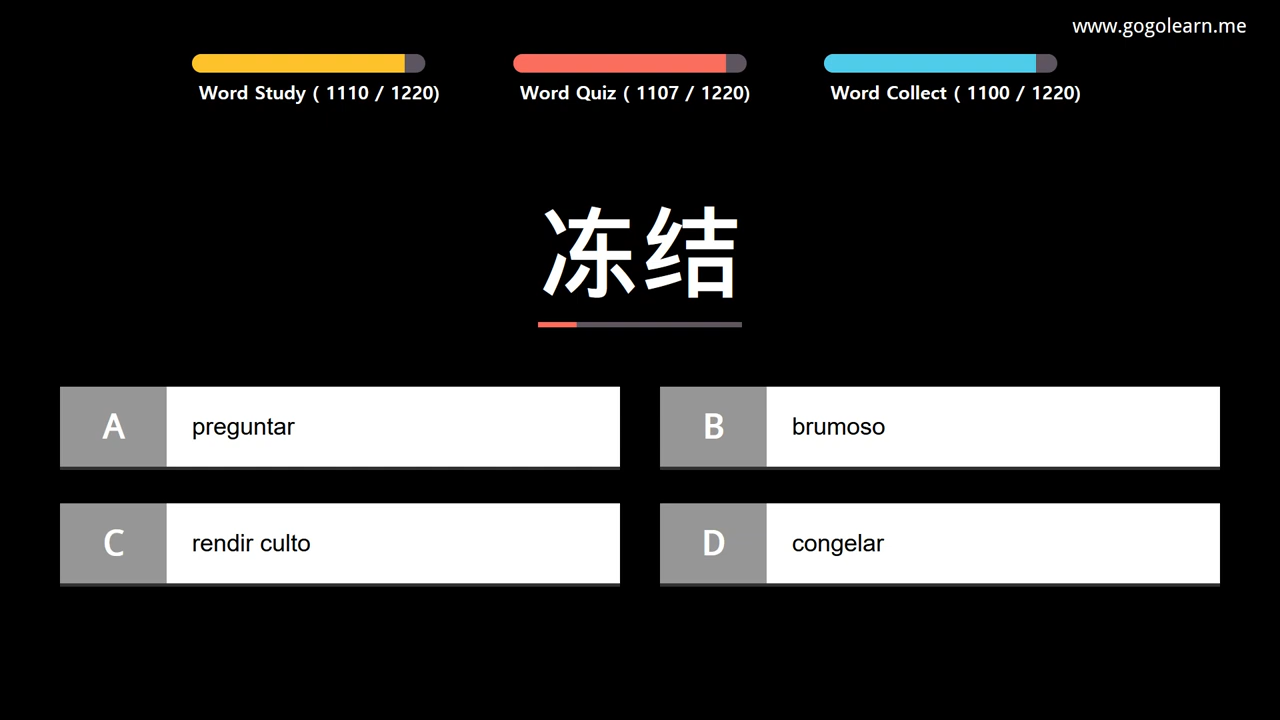 www.gogolearn.me
Word Study ( 1110 / 1220)
Word Quiz ( 1107 / 1220)
Word Collect ( 1100 / 1220)
冻结
A preguntar
B brumoso
C rendir culto
D congelar